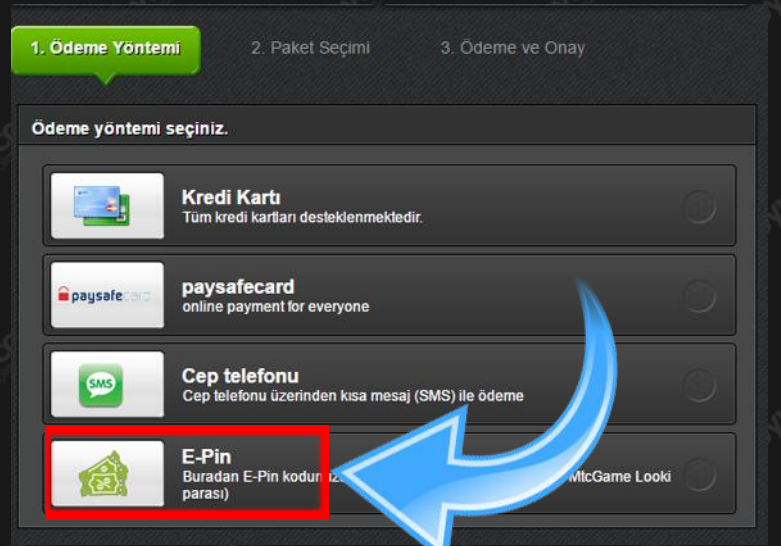 1. Ödeme Yöntemi
2. Paket Seçimi
3. Ödeme ve Onay
Ödeme yöntemi seçiniz.
Kredi Kartı
Tüm kredi kartları desteklenmektedir.
paysafecard
paysafecard
online payment for everyone
SMS
Cep telefonu
Cep telefonu üzerinden kısa mesaj (SMS) ile ödeme
E-Pin
Buradan E-Pin MtcGame Looki
parası)